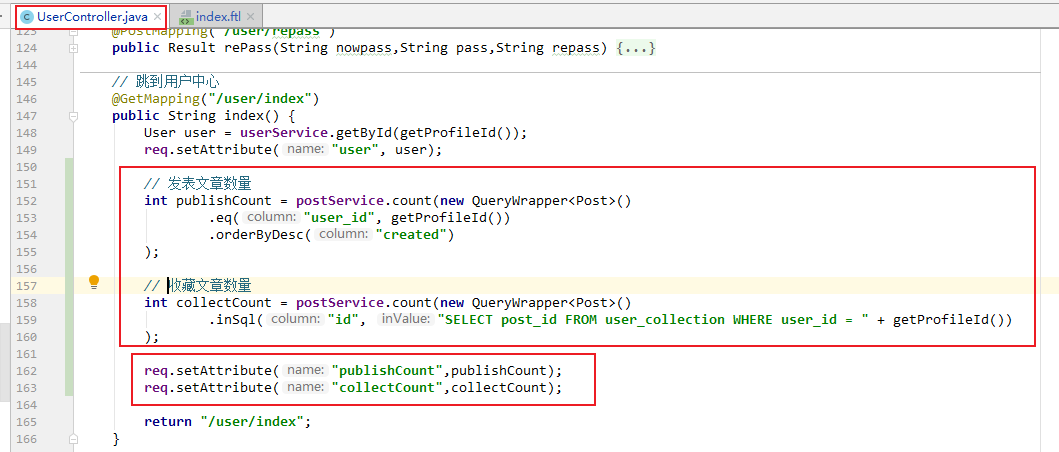 UserController.java index.ftl
123 @PostMapping("/user/repass")
124 public Result rePass(String nowpass,String pass,String repass) {...}
144
145 // 跳到用户中心
146 @GetMapping("/user/index")
147 public String index() {
148 User user = userService.getById(getProfileId());
149 req.setAttribute( name: "user", user);
150
151 // 发表文章数量
152 int publishCount = postService.count(new QueryWrapper<Post>()
153 .eq( column: "user_id", getProfileId())
154 .orderByDesc( column: "created")
155 );
156
157 // 收藏文章数量
158 int collectCount = postService.count(new QueryWrapper<Post>()
159 .inSql( column: "id", inValue: "SELECT post_id FROM user_collection WHERE user_id = " + getProfileId())
160 );
161
162 req.setAttribute( name: "publishCount",publishCount);
163 req.setAttribute( name: "collectCount",collectCount);
164
165 return "/user/index";
166 }